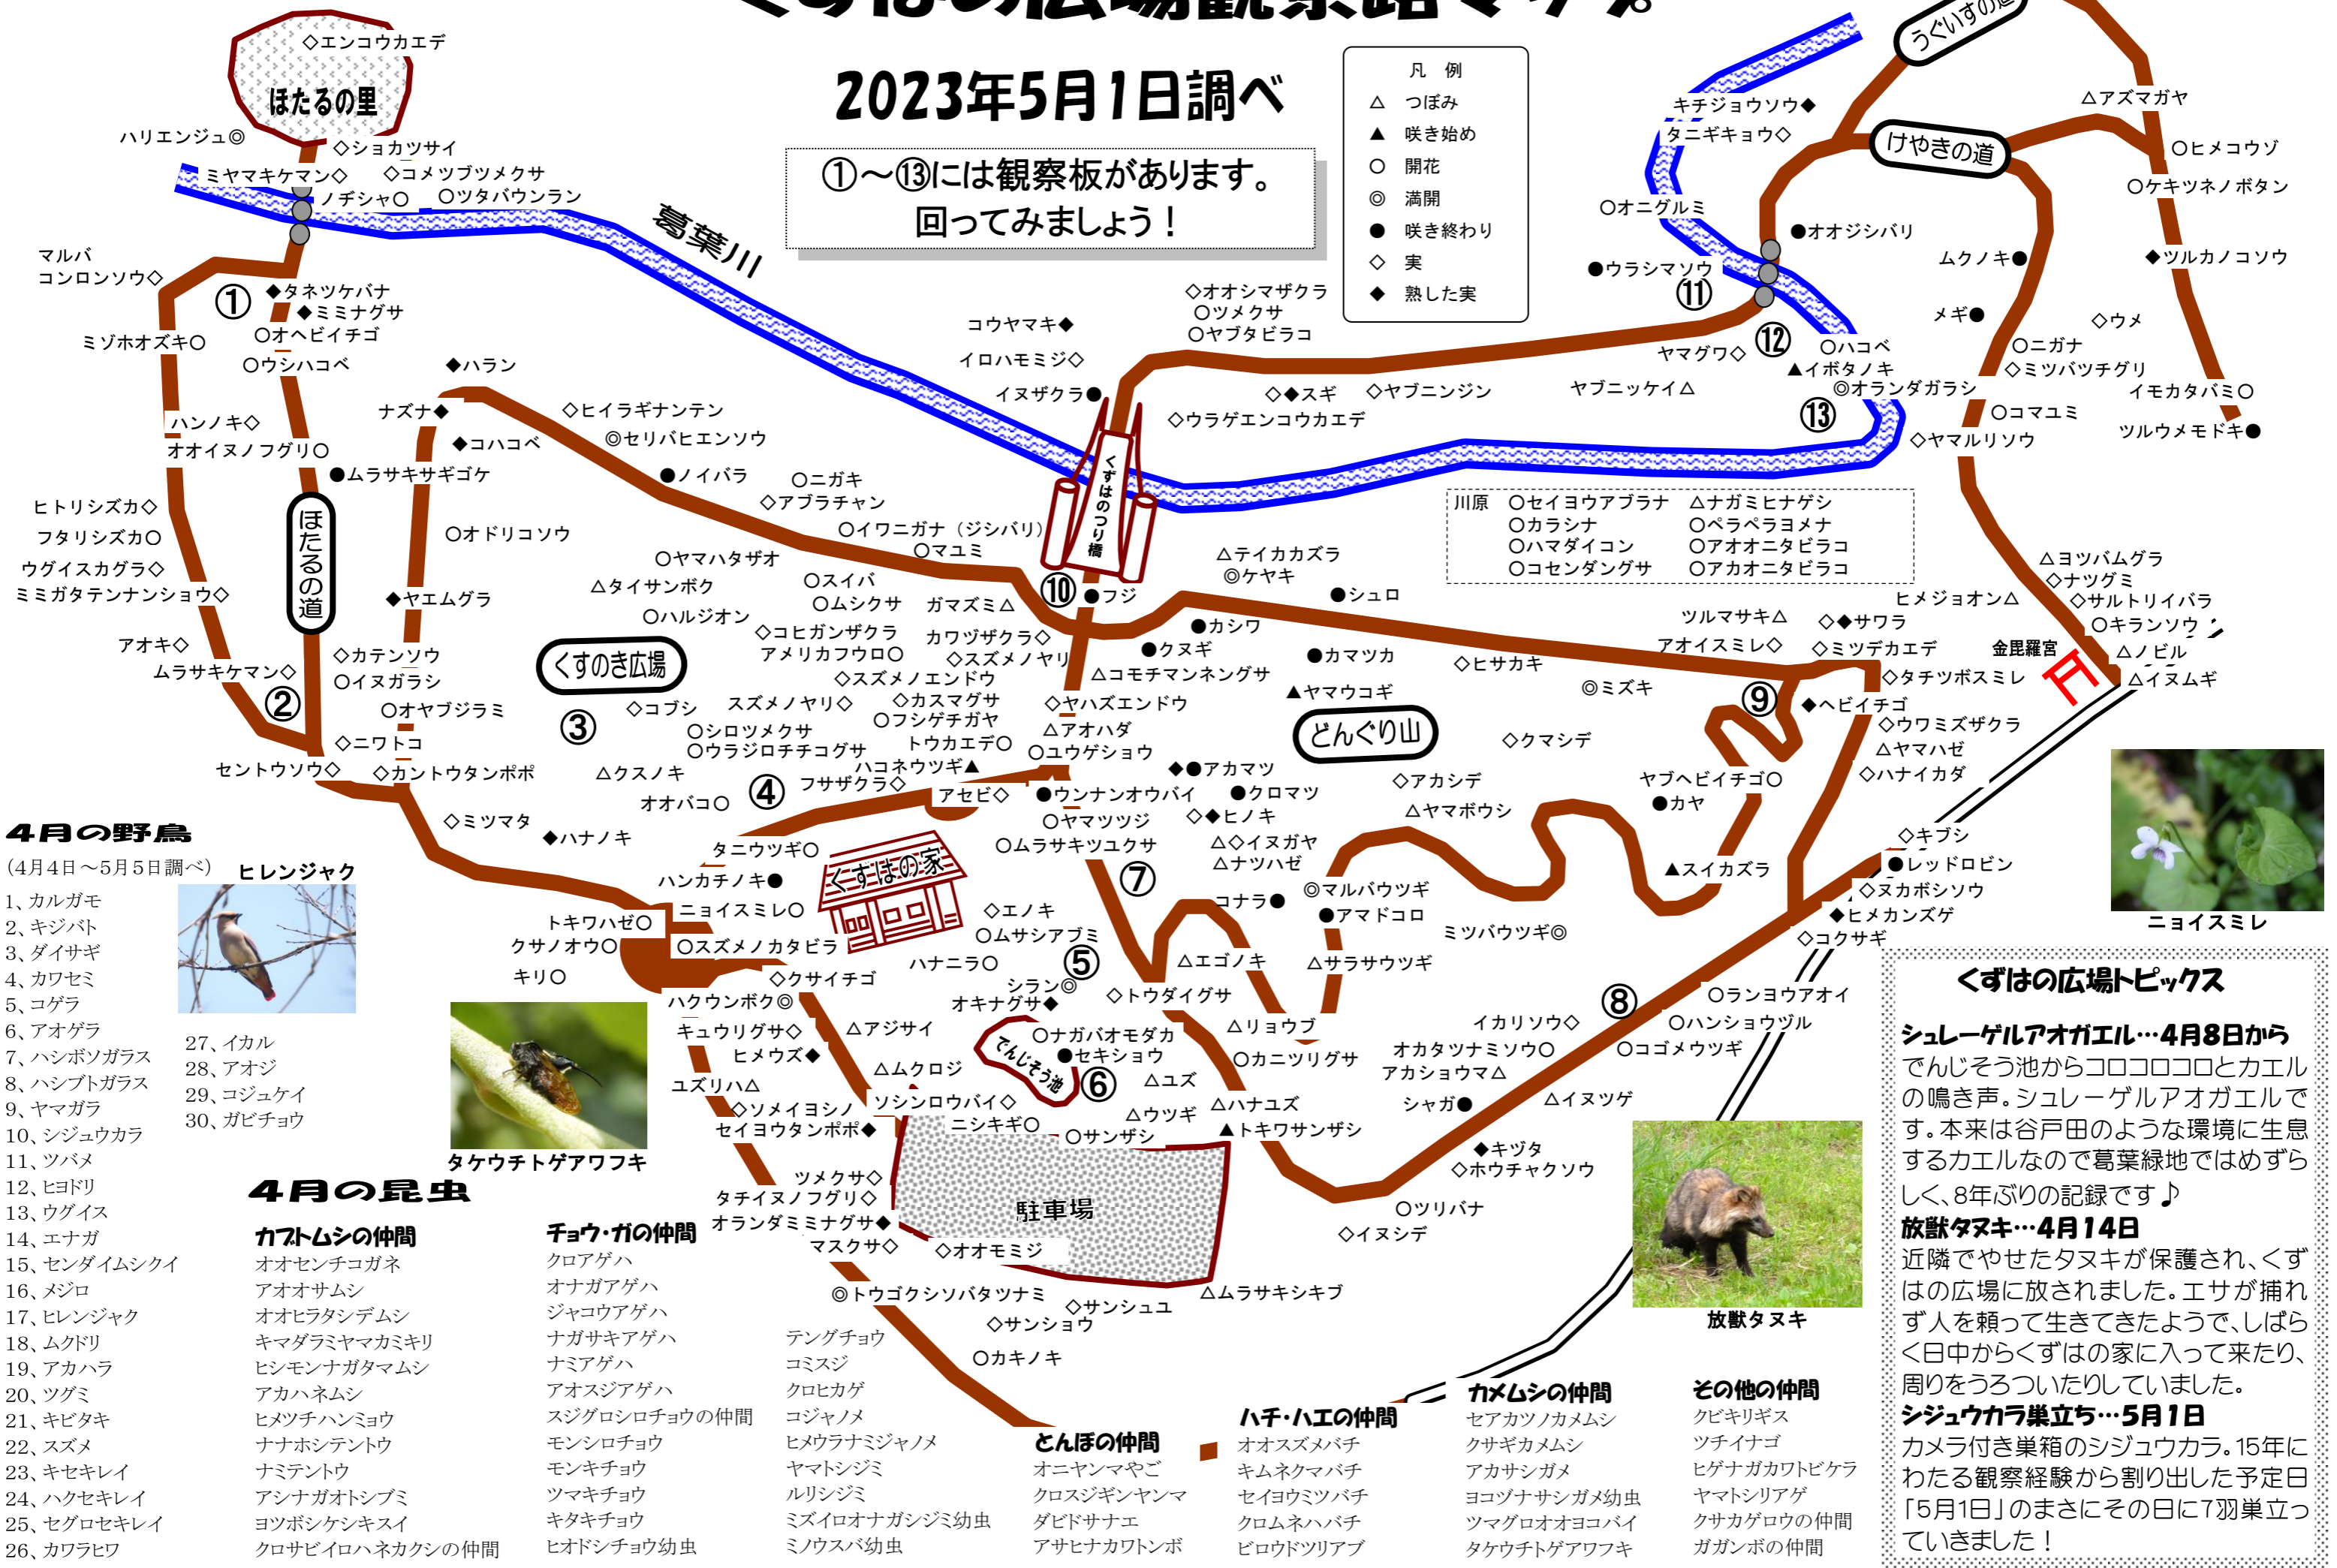 くずはの広場観察路マップ
2023年5月1日調べ
①～⑬には観察板があります。
回ってみましょう！
凡　例
△　つぼみ
▲　咲き始め
○　開花
◎　満開
●　咲き終わり
◇　実
◆　熟した実
うぐいすの道
けやきの道
◇エンコウカエデ
ほたるの里
ハリエンジュ◎
◇ショカツサイ
ミヤマキケマン◇
◇コメツブツメクサ
ノヂシャ○
○ツタバウンラン
葛葉川
マルバ
コンロンソウ◇
①
◆タネツケバナ
◆ミミナグサ
ミゾホオズキ○
○オヘビイチゴ
○ウシハコベ
◆ハラン
ナズナ◆
◆コハコベ
ハンノキ◇
オオイヌノフグリ○
●ムラサキサギゴケ
ヒトリシズカ◇
フタリシズカ○
ウグイスカグラ◇
ミミガタテンナンショウ◇
ほたるの道
○オドリコソウ
◆ヤエムグラ
アオキ◇
ムラサキケマン◇
②
◇カテンソウ
○イヌガラシ
○オヤブジラミ
◇ニワトコ
セントウソウ◇
◇カントウタンポポ
◇ミツマタ
◆ハナノキ
◇ヒイラギナンテン
◎セリバヒエンソウ
●ノイバラ
○ニガキ
◇アブラチャン
○イワニガナ（ジシバリ）
○マユミ
○ヤマハタザオ
△タイサンボク
○スイバ
○ムシクサ
ガマズミ△
○ハルジオン
◇コヒガンザクラ
カワヅザクラ◇
アメリカフウロ○
◇スズメノヤリ
くすのき広場
◇スズメノエンドウ
スズメノヤリ◇
◇カスマグサ
③
◇コブシ
○フシゲチガヤ
○シロツメクサ
○ウラジロチチコグサ
トウカエデ○
ハコネウツギ▲
△クスノキ
フサザクラ◇
オオバコ○
④
アセビ◇
コウヤマキ◆
イロハモミジ◇
イヌザクラ●
◇オオシマザクラ
○ツメクサ
○ヤブタビラコ
◇◆スギ
◇ヤブニンジン
◇ウラゲエンコウカエデ
くずはのつり橋
⑩
●フジ
△テイカカズラ
◎ケヤキ
●シュロ
●カシワ
●クヌギ
△コモチマンネングサ
●カマツカ
◇ヒサカキ
▲ヤマウコギ
◇ヤハズエンドウ
△アオハダ
○ユウゲショウ
どんぐり山
◎ミズキ
◇クマシデ
キチジョウソウ◆
タニギキョウ◇
○オニグルミ
●ウラシマソウ
⑪
●オオジシバリ
ヤマグワ◇
⑫
○ハコベ
▲イボタノキ
ヤブニッケイ△
◎オランダガラシ
⑬
△アズマガヤ
○ヒメコウゾ
○ケキツネノボタン
◆ツルカノコソウ
ムクノキ●
メギ●
◇ウメ
○ニガナ
◇ミツバツチグリ
イモカタバミ○
○コマユミ
ツルウメモドキ●
◇ヤマルリソウ
川原　○セイヨウアブラナ　△ナガミヒナゲシ
○カラシナ　○ペラペラヨメナ
○ハマダイコン　○アオオニタビラコ
○コセンダングサ　○アカオニタビラコ
△ヨツバムグラ
◇ナツグミ
ヒメジョオン△
◇サルトリイバラ
○キランソウ
△ノビル
△イヌムギ
金毘羅宮
ツルマサキ△
◇◆サワラ
アオイスミレ◇
◇ミツデカエデ
◇タチツボスミレ
⑨
◆ヘビイチゴ
◇ウワミズザクラ
△ヤマハゼ
◇ハナイカダ
ヤブヘビイチゴ○
●カヤ
◆●アカマツ
●ウンナンオウバイ
●クロマツ
◇アカシデ
△ヤマボウシ
○ヤマツツジ
◇◆ヒノキ
○ムラサキツユクサ
△◇イヌガヤ
△ナツハゼ
⑦
コナラ●
◎マルバウツギ
●アマドコロ
▲スイカズラ
ミツバウツギ◎
△エゴノキ
△サラサウツギ
◇キブシ
●レッドロビン
◇ヌカボシソウ
◆ヒメカンズゲ
◇コクサギ
ニョイスミレ
タニウツギ○
くずはの家
ハンカチノキ●
ニョイスミレ○
トキワハゼ○
クサノオウ○
キリ○
○スズメノカタビラ
◇エノキ
○ムサシアブミ
ハナニラ○
⑤
◇クサイチゴ
シラン◎
オキナグサ◆
◇トウダイグサ
ハクウンボク◎
キュウリグサ◇
ヒメウズ◆
△アジサイ
○ナガバオモダカ
●セキショウ
でんじそう池
⑥
△リョウブ
○カニツリグサ
ユズリハ△
△ムクロジ
△ユズ
△ウツギ
△ハナユズ
◇ソメイヨシノ
セイヨウタンポポ◆
ソシンロウバイ◇
ニシキギ○
○サンザシ
▲トキワサンザシ
⑧
○ランヨウアオイ
イカリソウ◇
○ハンショウヅル
オカタツナミソウ○
○コゴメウツギ
アカショウマ△
シャガ●
△イヌツゲ
◆キヅタ
◇ホウチャクソウ
○ツリバナ
◇イヌシデ
ツメクサ◇
タチイヌノフグリ◇
オランダミミナグサ◆
マスクサ◇
駐車場
◇オオモミジ
◎トウゴクシソバタツナミ
◇サンシュユ
△ムラサキシキブ
◇サンショウ
○カキノキ
4月の野鳥
（4月4日～5月5日調べ）
ヒレンジャク
1、カルガモ
2、キジバト
3、ダイサギ
4、カワセミ
5、コゲラ
6、アオゲラ
7、ハシボソガラス
8、ハシブトガラス
9、ヤマガラ
10、シジュウカラ
11、ツバメ
12、ヒヨドリ
13、ウグイス
14、エナガ
15、センダイムシクイ
16、メジロ
17、ヒレンジャク
18、ムクドリ
19、アカハラ
20、ツグミ
21、キビタキ
22、スズメ
23、キセキレイ
24、ハクセキレイ
25、セグロセキレイ
26、カワラヒワ
27、イカル
28、アオジ
29、コジュケイ
30、ガビチョウ
タケウチトゲアワフキ
4月の昆虫
カブトムシの仲間
オオセンチコガネ
アオオサムシ
オオヒラタシデムシ
キマダラミヤマカミキリ
ヒシモンナガタマムシ
アカハネムシ
ヒメツチハンミョウ
ナナホシテントウ
ナミテントウ
アシナガオトシブミ
ヨツボシケシキスイ
クロサビイロハネカクシの仲間
チョウ・ガの仲間
クロアゲハ
オナガアゲハ
ジャコウアゲハ
ナガサキアゲハ
ナミアゲハ
アオスジアゲハ
スジグロシロチョウの仲間
モンシロチョウ
モンキチョウ
ツマキチョウ
キタキチョウ
ヒオドシチョウ幼虫
テングチョウ
コミスジ
クロヒカゲ
コジャノメ
ヒメウラナミジャノメ
ヤマトシジミ
ルリシジミ
ミズイロオナガシジミ幼虫
ミノウスバ幼虫
とんぼの仲間
オニヤンマやご
クロスジギンヤンマ
ダビドサナエ
アサヒナカワトンボ
ハチ・ハエの仲間
オオスズメバチ
キムネクマバチ
セイヨウミツバチ
クロムネハバチ
ビロウドツリアブ
カメムシの仲間
セアカツノカメムシ
クサギカメムシ
アカサシガメ
ヨコヅナサシガメ幼虫
ツマグロオオヨコバイ
タケウチトゲアワフキ
その他の仲間
クビキリギス
ツチイナゴ
ヒゲナガカワトビケラ
ヤマトシリアゲ
クサカゲロウの仲間
ガガンボの仲間
放獣タヌキ
くずはの広場トピックス
シュレーゲルアオガエル…4月8日から
でんじそう池からコロコロコロとカエル
の鳴き声。シュレーゲルアオガエルで
す。本来は谷戸田のような環境に生息
するカエルなので葛葉緑地ではめずら
しく、8年ぶりの記録です♪
放獣タヌキ…4月14日
近隣でやせたタヌキが保護され、くず
はの広場に放されました。エサが捕れ
ず人を頼って生きてきたようで、しばら
く日中からくずはの家に入って来たり、
周りをうろついたりしていました。
シジュウカラ巣立ち…5月1日
カメラ付き巣箱のシジュウカラ。15年に
わたる観察経験から割り出した予定日
「5月1日」のまさにその日に7羽巣立っ
ていきました！